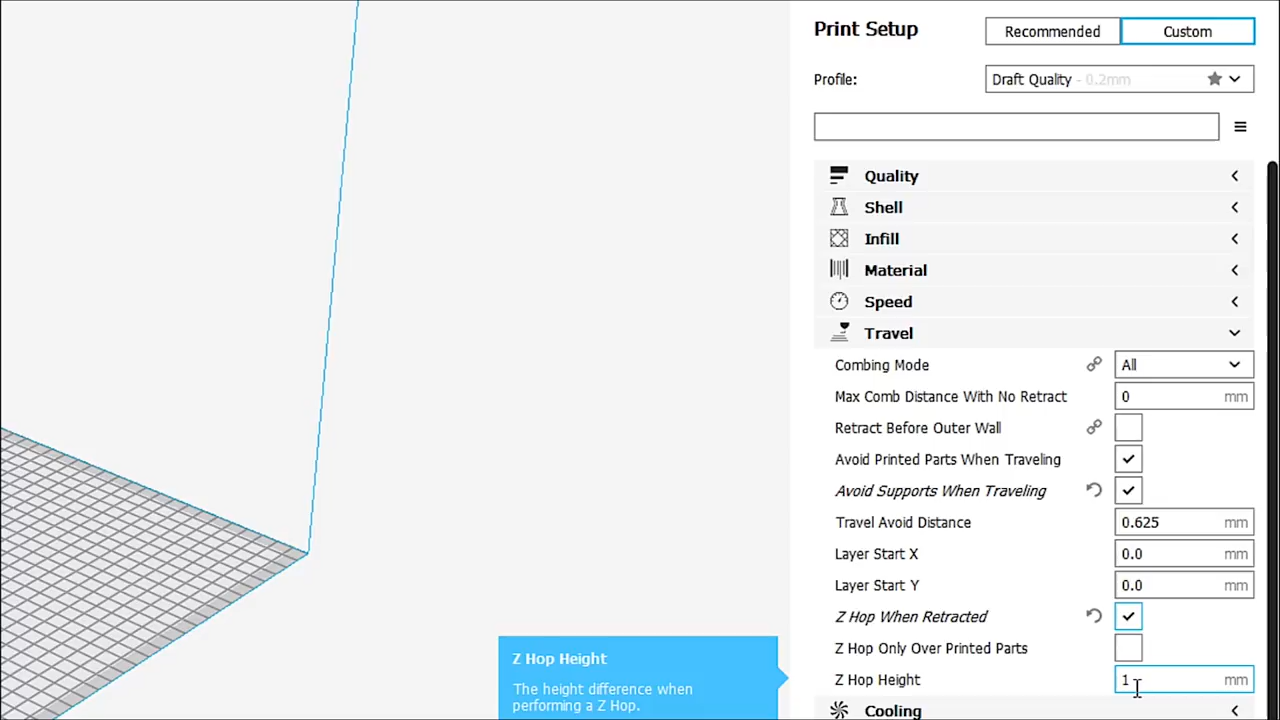 Print Setup
Recommended
Custom
Profile:
Draft Quality - 0.2mm
Quality
Shell
Infill
Material
Speed
Travel
Combing Mode All
Max Comb Distance With No Retract 0 mm
Retract Before Outer Wall
Avoid Printed Parts When Traveling
Avoid Supports When Traveling
Travel Avoid Distance 0.625 mm
Layer Start X 0.0 mm
Layer Start Y 0.0 mm
Z Hop When Retracted
Z Hop Only Over Printed Parts
Z Hop Height 1 mm
Z Hop Height
The height difference when
performing a Z Hop.
Cooling